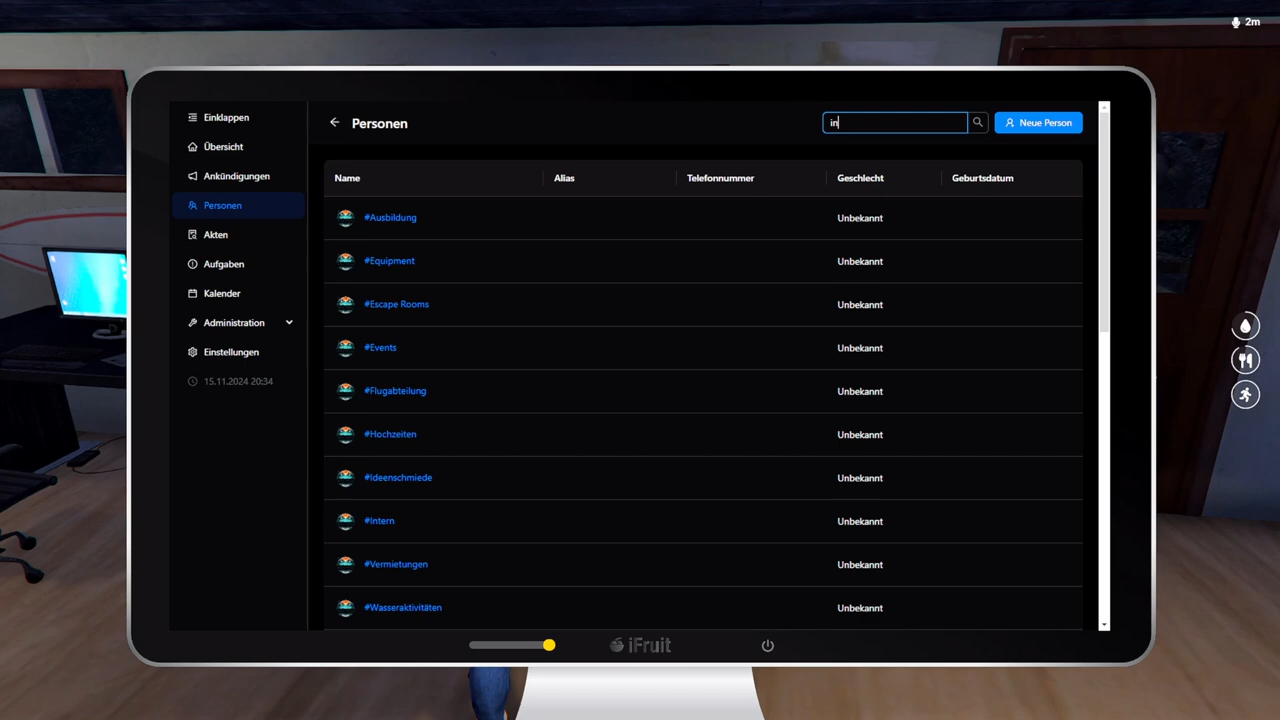 2m
Einklappen
Übersicht
Ankündigungen
Personen
Akten
Aufgaben
Kalender
Administration
Einstellungen
15.11.2024 20:34
Personen
in
Neue Person
Name Alias Telefonnummer Geschlecht Geburtsdatum
#Ausbildung Unbekannt
#Equipment Unbekannt
#Escape Rooms Unbekannt
#Events Unbekannt
#Flugabteilung Unbekannt
#Hochzeiten Unbekannt
#Ideenschmiede Unbekannt
#Intern Unbekannt
#Vermietungen Unbekannt
#Wasseraktivitäten Unbekannt
iFruit